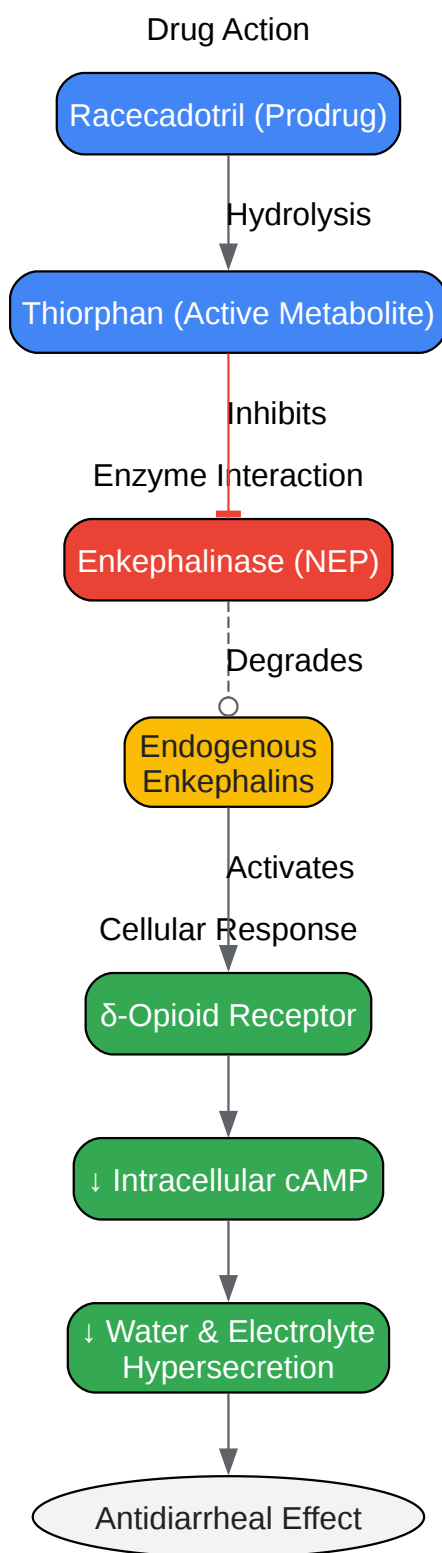 Drug Action
Racecadotril (Prodrug)
Hydrolysis
Thiorphan (Active Metabolite)
Inhibits
Enzyme Interaction
Enkephalinase (NEP)
Degrades
Endogenous
Enkephalins
Activates
Cellular Response
δ-Opioid Receptor
↓ Intracellular cAMP
↓ Water & Electrolyte
Hypersecretion
Antidiarrheal Effect